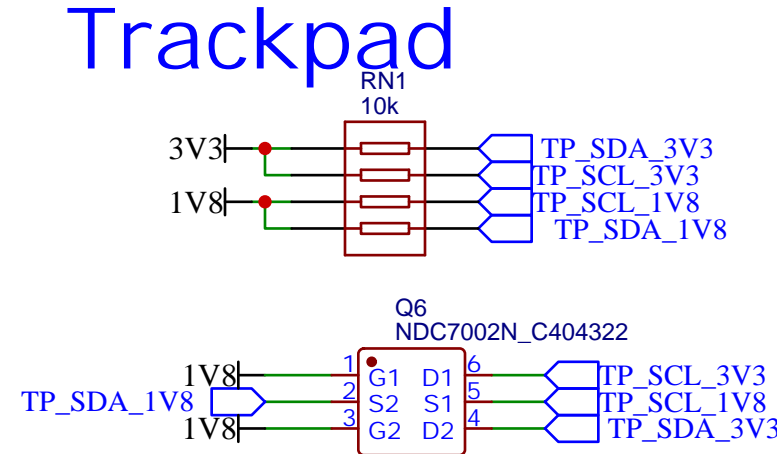 Trackpad
RN1
10k
3V3
TP_SDA_3V3
TP_SCL_3V3
1V8
TP_SCL_1V8
TP_SDA_1V8
Q6
NDC7002N_C404322
1V8 1 G1 D1 6 TP_SCL_3V3
TP_SDA_1V8 2 S2 S1 5 TP_SCL_1V8
1V8 3 G2 D2 4 TP_SDA_3V3